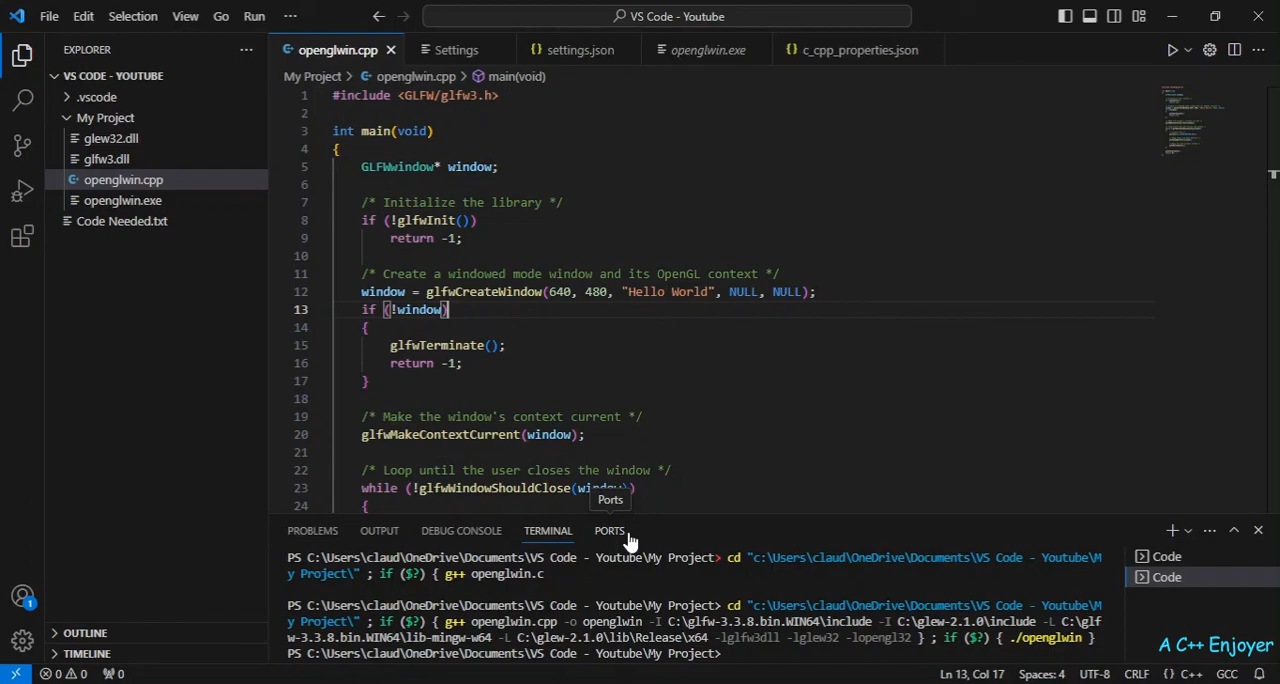 File Edit Selection View Go Run ··· VS Code - Youtube
EXPLORER ···
VS CODE - YOUTUBE
.vscode
My Project
glew32.dll
glfw3.dll
openglwin.cpp
openglwin.exe
Code Needed.txt
OUTLINE
TIMELINE
openglwin.cpp Settings {} settings.json openglwin.exe {} c_cpp_properties.json
My Project > openglwin.cpp > main(void)
1 #include <GLFW/glfw3.h>
2
3 int main(void)
4 {
5 GLFWwindow* window;
6
7 /* Initialize the library */
8 if (!glfwInit())
9 return -1;
10
11 /* Create a windowed mode window and its OpenGL context */
12 window = glfwCreateWindow(640, 480, "Hello World", NULL, NULL);
13 if (!window)
14 {
15 glfwTerminate();
16 return -1;
17 }
18
19 /* Make the window's context current */
20 glfwMakeContextCurrent(window);
21
22 /* Loop until the user closes the window */
23 while (!glfwWindowShouldClose(window))
24 {
Ports
PROBLEMS OUTPUT DEBUG CONSOLE TERMINAL PORTS
PS C:\Users\claud\OneDrive\Documents\VS Code - Youtube\My Project> cd "c:\Users\claud\OneDrive\Documents\VS Code - Youtube\M
y Project\" ; if ($?) { g++ openglwin.c
PS C:\Users\claud\OneDrive\Documents\VS Code - Youtube\My Project> cd "c:\Users\claud\OneDrive\Documents\VS Code - Youtube\M
y Project\" ; if ($?) { g++ openglwin.cpp -o openglwin -I C:\glfw-3.3.8.bin.WIN64\include -I C:\glew-2.1.0\include -L C:\glf
w-3.3.8.bin.WIN64\lib-mingw-w64 -L C:\glew-2.1.0\lib\Release\x64 -lglfw3dll -lglew32 -lopengl32 } ; if ($?) { ./openglwin }
PS C:\Users\claud\OneDrive\Documents\VS Code - Youtube\My Project>
Code
Code
A C++ Enjoyer
1
0 0 0 Ln 13, Col 17 Spaces: 4 UTF-8 CRLF {} C++ GCC